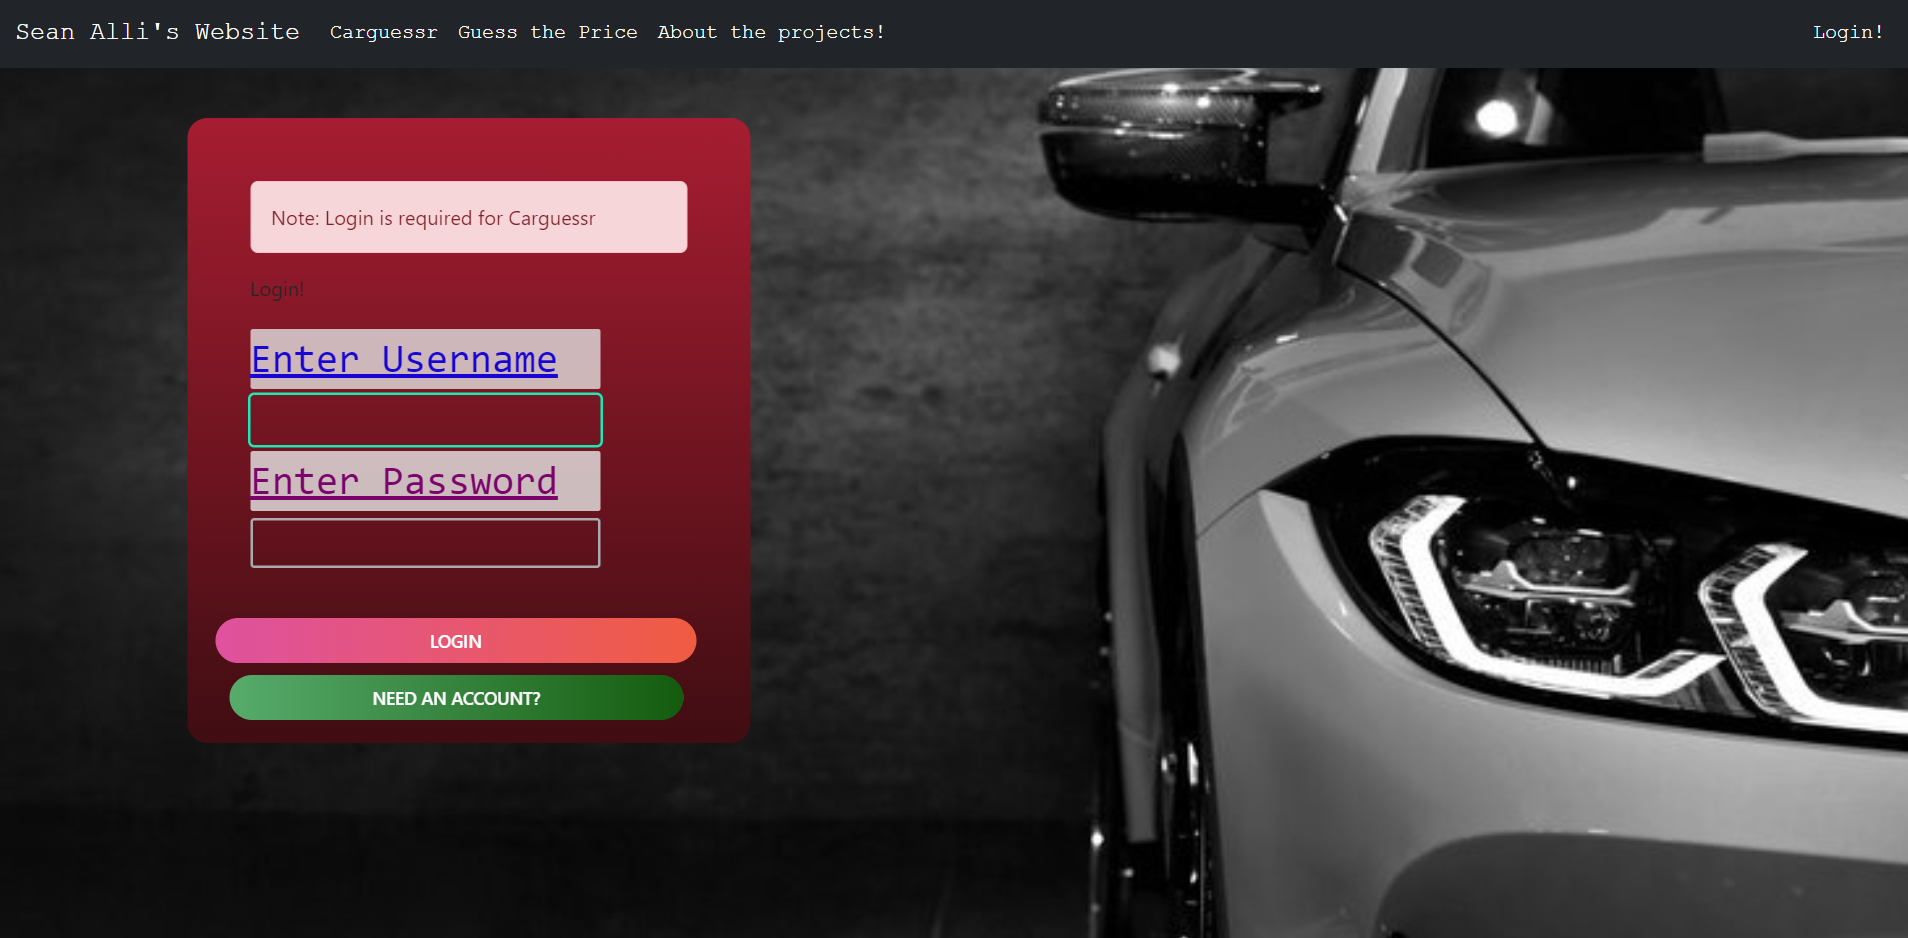 Sean Alli's Website Carguessr Guess the Price About the projects! Login!
Note: Login is required for Carguessr
Login!
Enter Username
Enter Password
LOGIN
NEED AN ACCOUNT?